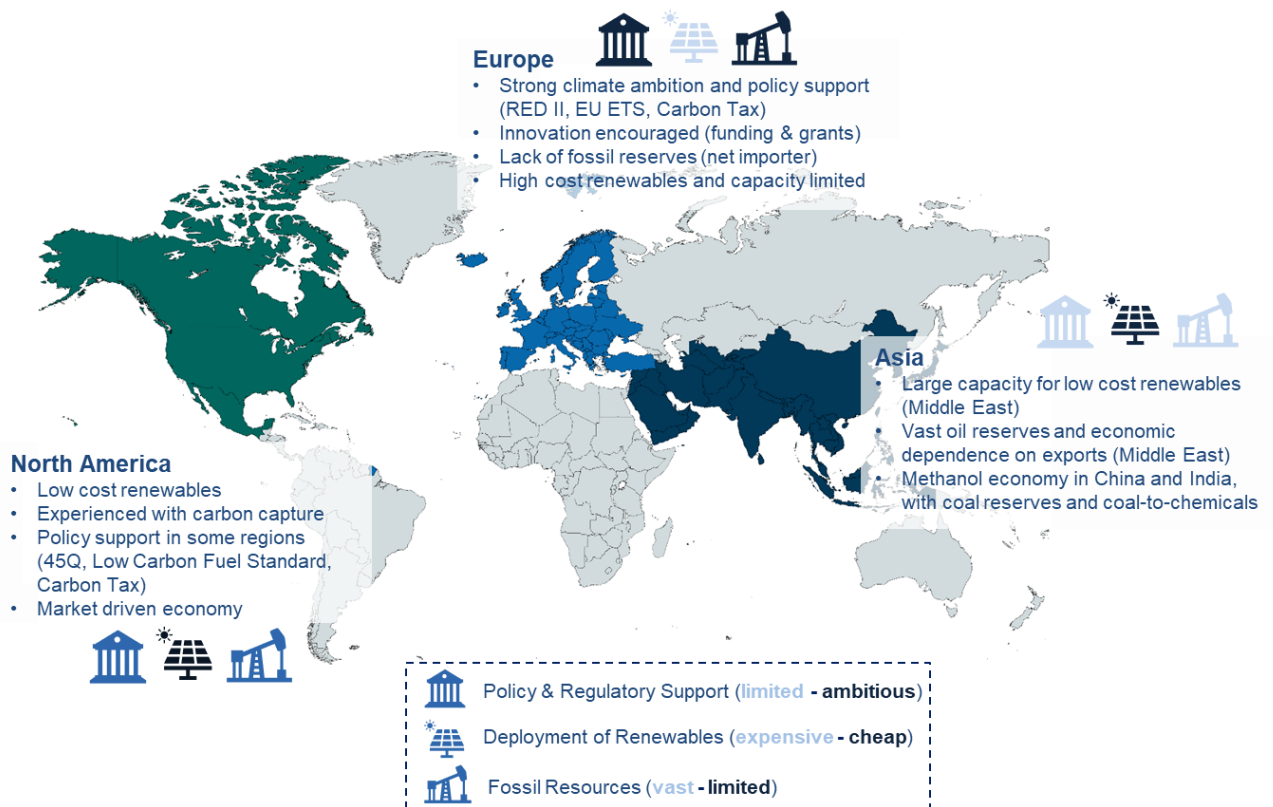 Europe
• Strong climate ambition and policy support
(RED II, EU ETS, Carbon Tax)
• Innovation encouraged (funding & grants)
• Lack of fossil reserves (net importer)
• High cost renewables and capacity limited
Asia
• Large capacity for low cost renewables
(Middle East)
• Vast oil reserves and economic
dependence on exports (Middle East)
• Methanol economy in China and India,
with coal reserves and coal-to-chemicals
North America
• Low cost renewables
• Experienced with carbon capture
• Policy support in some regions
(45Q, Low Carbon Fuel Standard,
Carbon Tax)
• Market driven economy
Policy & Regulatory Support (limited - ambitious)
Deployment of Renewables (expensive - cheap)
Fossil Resources (vast - limited)